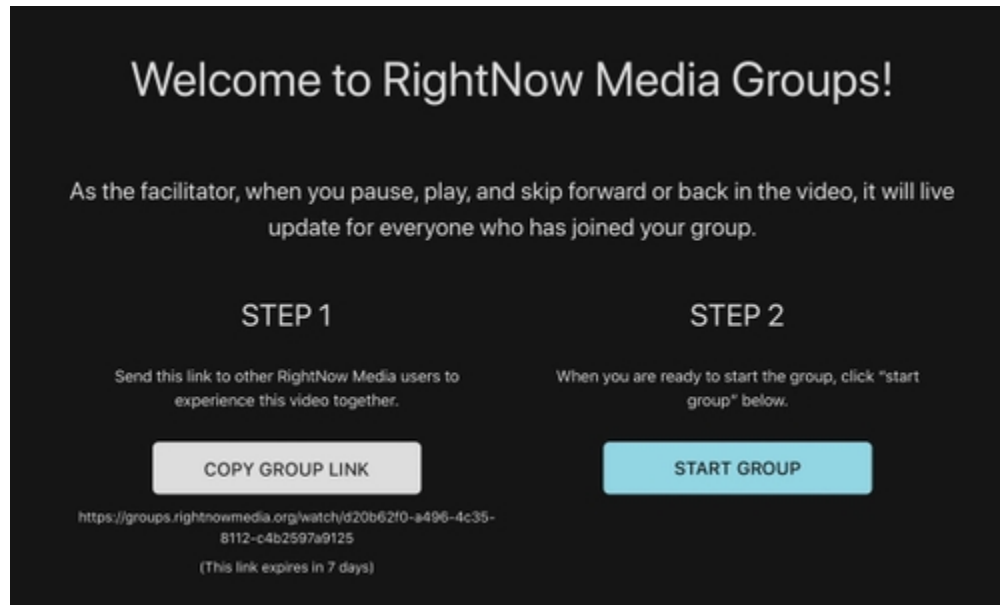 Welcome to RightNow Media Groups!
As the facilitator, when you pause, play, and skip forward or back in the video, it will live
update for everyone who has joined your group.
STEP 1
Send this link to other RightNow Media users to
experience this video together.
COPY GROUP LINK
https://groups.rightnowmedia.org/watch/d20b62f0-a496-4c35-
8112-c4b2597a9125
(This link expires in 7 days)
STEP 2
When you are ready to start the group, click "start
group" below.
START GROUP